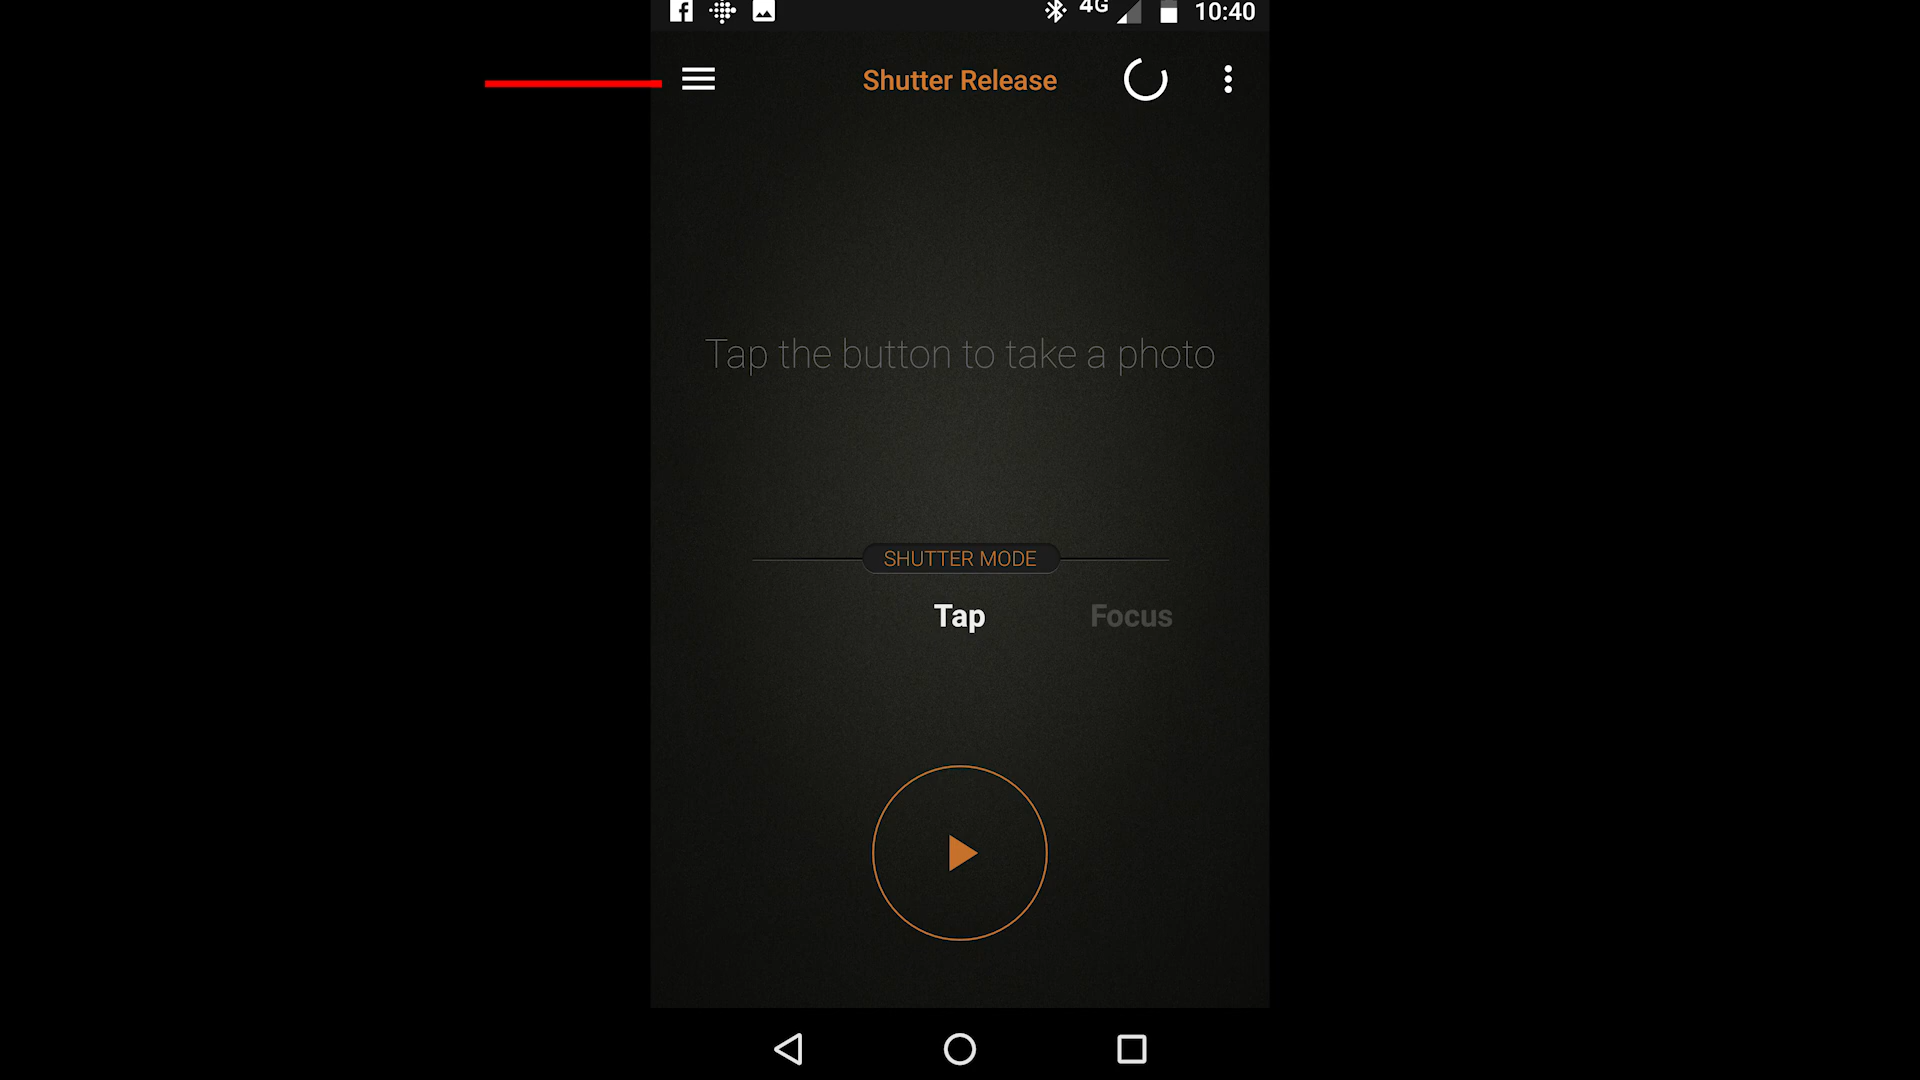 4G 10:40
Shutter Release
Tap the button to take a photo
SHUTTER MODE
Tap Focus